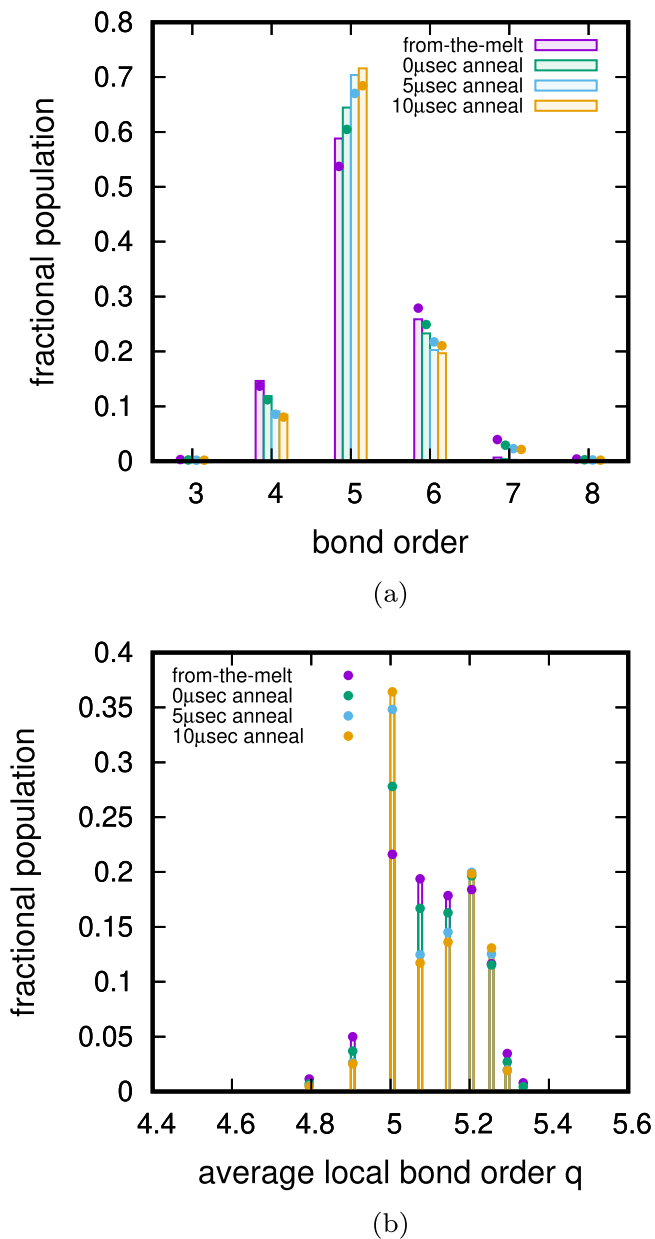 0.8
0.7
0.6
0.5
0.4
0.3
0.2
0.1
0
fractional population
from-the-melt
0μsec anneal
5μsec anneal
10μsec anneal
3 4 5 6 7 8
bond order
(a)
0.4
0.35
0.3
0.25
0.2
0.15
0.1
0.05
0
fractional population
from-the-melt
0μsec anneal
5μsec anneal
10μsec anneal
4.4 4.6 4.8 5 5.2 5.4 5.6
average local bond order q
(b)